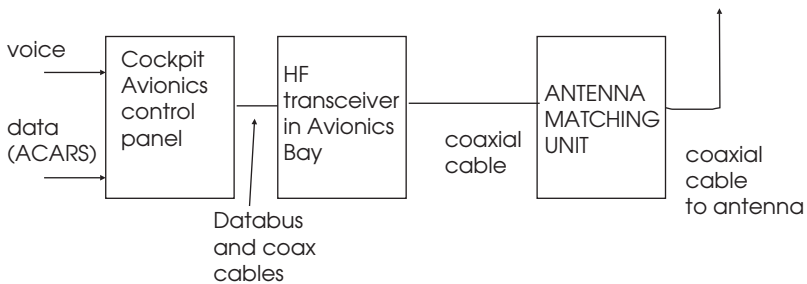 voice
data
(ACARS)
Cockpit
Avionics
control
panel
Databus
and coax
cables
HF
transceiver
in Avionics
Bay
coaxial
cable
ANTENNA
MATCHING
UNIT
coaxial
cable
to antenna